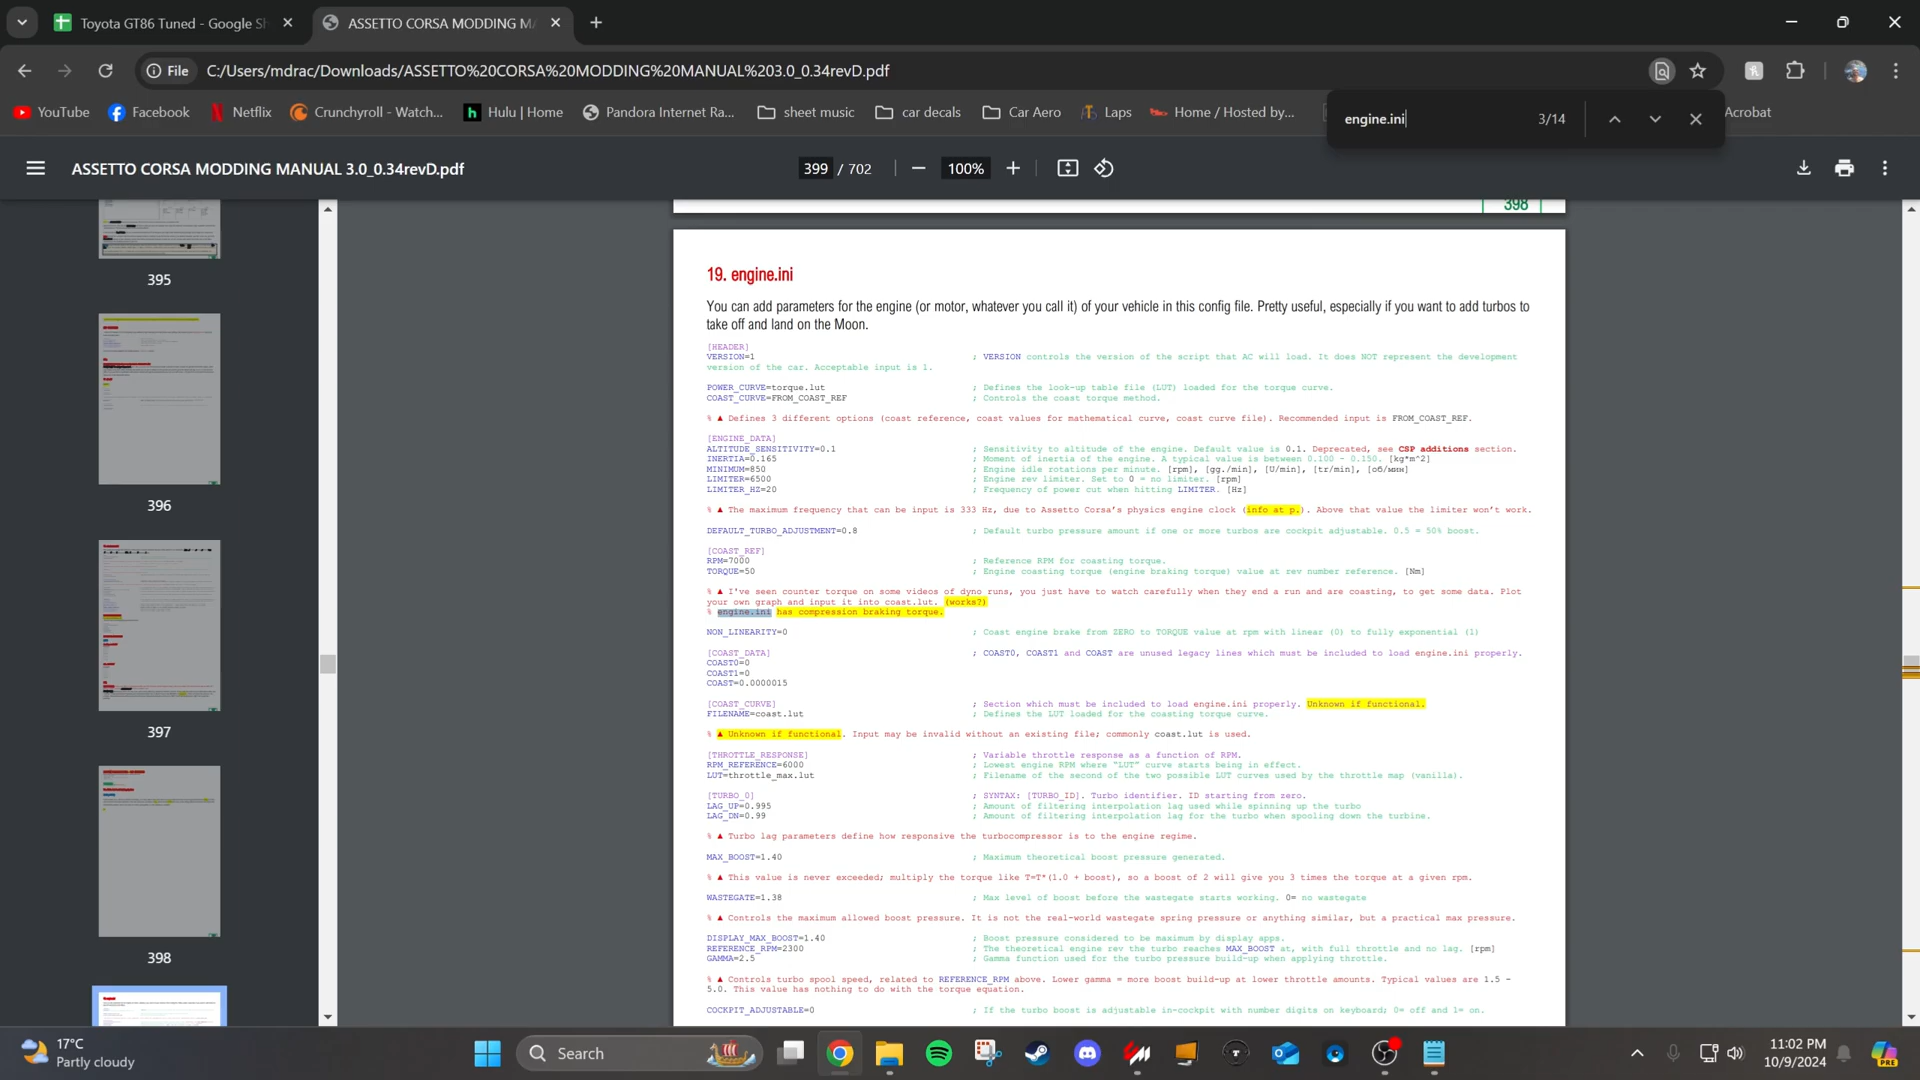 Toyota GT86 Tuned - Google Sh
ASSETTO CORSA MODDING M
File
C:/Users/mdrac/Downloads/ASSETTO%20CORSA%20MODDING%20MANUAL%203.0_0.34revD.pdf
YouTube
Facebook
Netflix
Crunchyroll - Watch...
Hulu | Home
Pandora Internet Ra...
sheet music
car decals
Car Aero
Laps
Home / Hosted by...
Acrobat
engine.ini
3/14
ASSETTO CORSA MODDING MANUAL 3.0_0.34revD.pdf
399 / 702
100%
395
396
397
398
398
19. engine.ini
You can add parameters for the engine (or motor, whatever you call it) of your vehicle in this config file. Pretty useful, especially if you want to add turbos to
take off and land on the Moon.
[HEADER]
VERSION=1 ; VERSION controls the version of the script that AC will load. It does NOT represent the development
version of the car. Acceptable input is 1.
POWER_CURVE=torque.lut ; Defines the look-up table file (LUT) loaded for the torque curve.
COAST_CURVE=FROM_COAST_REF ; Controls the coast torque method.
% ▲ Defines 3 different options (coast reference, coast values for mathematical curve, coast curve file). Recommended input is FROM_COAST_REF.
[ENGINE_DATA]
ALTITUDE_SENSITIVITY=0.1 ; Sensitivity to altitude of the engine. Default value is 0.1. Deprecated, see CSP additions section.
INERTIA=0.165 ; Moment of inertia of the engine. A typical value is between 0.100 - 0.150. [kg*m^2]
MINIMUM=850 ; Engine idle rotations per minute. [rpm], [gg./min], [U/min], [tr/min], [об/мин]
LIMITER=6500 ; Engine rev limiter. Set to 0 = no limiter. [rpm]
LIMITER_HZ=20 ; Frequency of power cut when hitting LIMITER. [Hz]
% ▲ The maximum frequency that can be input is 333 Hz, due to Assetto Corsa's physics engine clock (info at p.). Above that value the limiter won't work.
DEFAULT_TURBO_ADJUSTMENT=0.8 ; Default turbo pressure amount if one or more turbos are cockpit adjustable. 0.5 = 50% boost.
[COAST_REF]
RPM=7000 ; Reference RPM for coasting torque.
TORQUE=50 ; Engine coasting torque (engine braking torque) value at rev number reference. [Nm]
% ▲ I've seen counter torque on some videos of dyno runs, you just have to watch carefully when they end a run and are coasting, to get some data. Plot
your own graph and input it into coast.lut. (works?)
% engine.ini has compression braking torque.
NON_LINEARITY=0 ; Coast engine brake from ZERO to TORQUE value at rpm with linear (0) to fully exponential (1)
[COAST_DATA] ; COAST0, COAST1 and COAST are unused legacy lines which must be included to load engine.ini properly.
COAST0=0
COAST1=0
COAST=0.0000015
[COAST_CURVE] ; Section which must be included to load engine.ini properly. Unknown if functional.
FILENAME=coast.lut ; Defines the LUT loaded for the coasting torque curve.
% ▲ Unknown if functional. Input may be invalid without an existing file; commonly coast.lut is used.
[THROTTLE_RESPONSE] ; Variable throttle response as a function of RPM.
RPM_REFERENCE=6000 ; Lowest engine RPM where "LUT" curve starts being in effect.
LUT=throttle_max.lut ; Filename of the second of the two possible LUT curves used by the throttle map (vanilla).
[TURBO_0] ; SYNTAX: [TURBO_ID]. Turbo identifier. ID starting from zero.
LAG_UP=0.995 ; Amount of filtering interpolation lag used while spinning up the turbo
LAG_DN=0.99 ; Amount of filtering interpolation lag for the turbo when spooling down the turbine.
% ▲ Turbo lag parameters define how responsive the turbocompressor is to the engine regime.
MAX_BOOST=1.40 ; Maximum theoretical boost pressure generated.
% ▲ This value is never exceeded; multiply the torque like T=T*(1.0 + boost), so a boost of 2 will give you 3 times the torque at a given rpm.
WASTEGATE=1.38 ; Max level of boost before the wastegate starts working. 0= no wastegate
% ▲ Controls the maximum allowed boost pressure. It is not the real-world wastegate spring pressure or anything similar, but a practical max pressure.
DISPLAY_MAX_BOOST=1.40 ; Boost pressure considered to be maximum by display apps.
REFERENCE_RPM=2300 ; The theoretical engine rev the turbo reaches MAX_BOOST at, with full throttle and no lag. [rpm]
GAMMA=2.5 ; Gamma function used for the turbo pressure build-up when applying throttle.
% ▲ Controls turbo spool speed, related to REFERENCE_RPM above. Lower gamma = more boost build-up at lower throttle amounts. Typical values are 1.5 -
5.0. This value has nothing to do with the torque equation.
COCKPIT_ADJUSTABLE=0 ; If the turbo boost is adjustable in-cockpit with number digits on keyboard; 0= off and 1= on.
17°C
Partly cloudy
Search
11:02 PM
10/9/2024
PRE